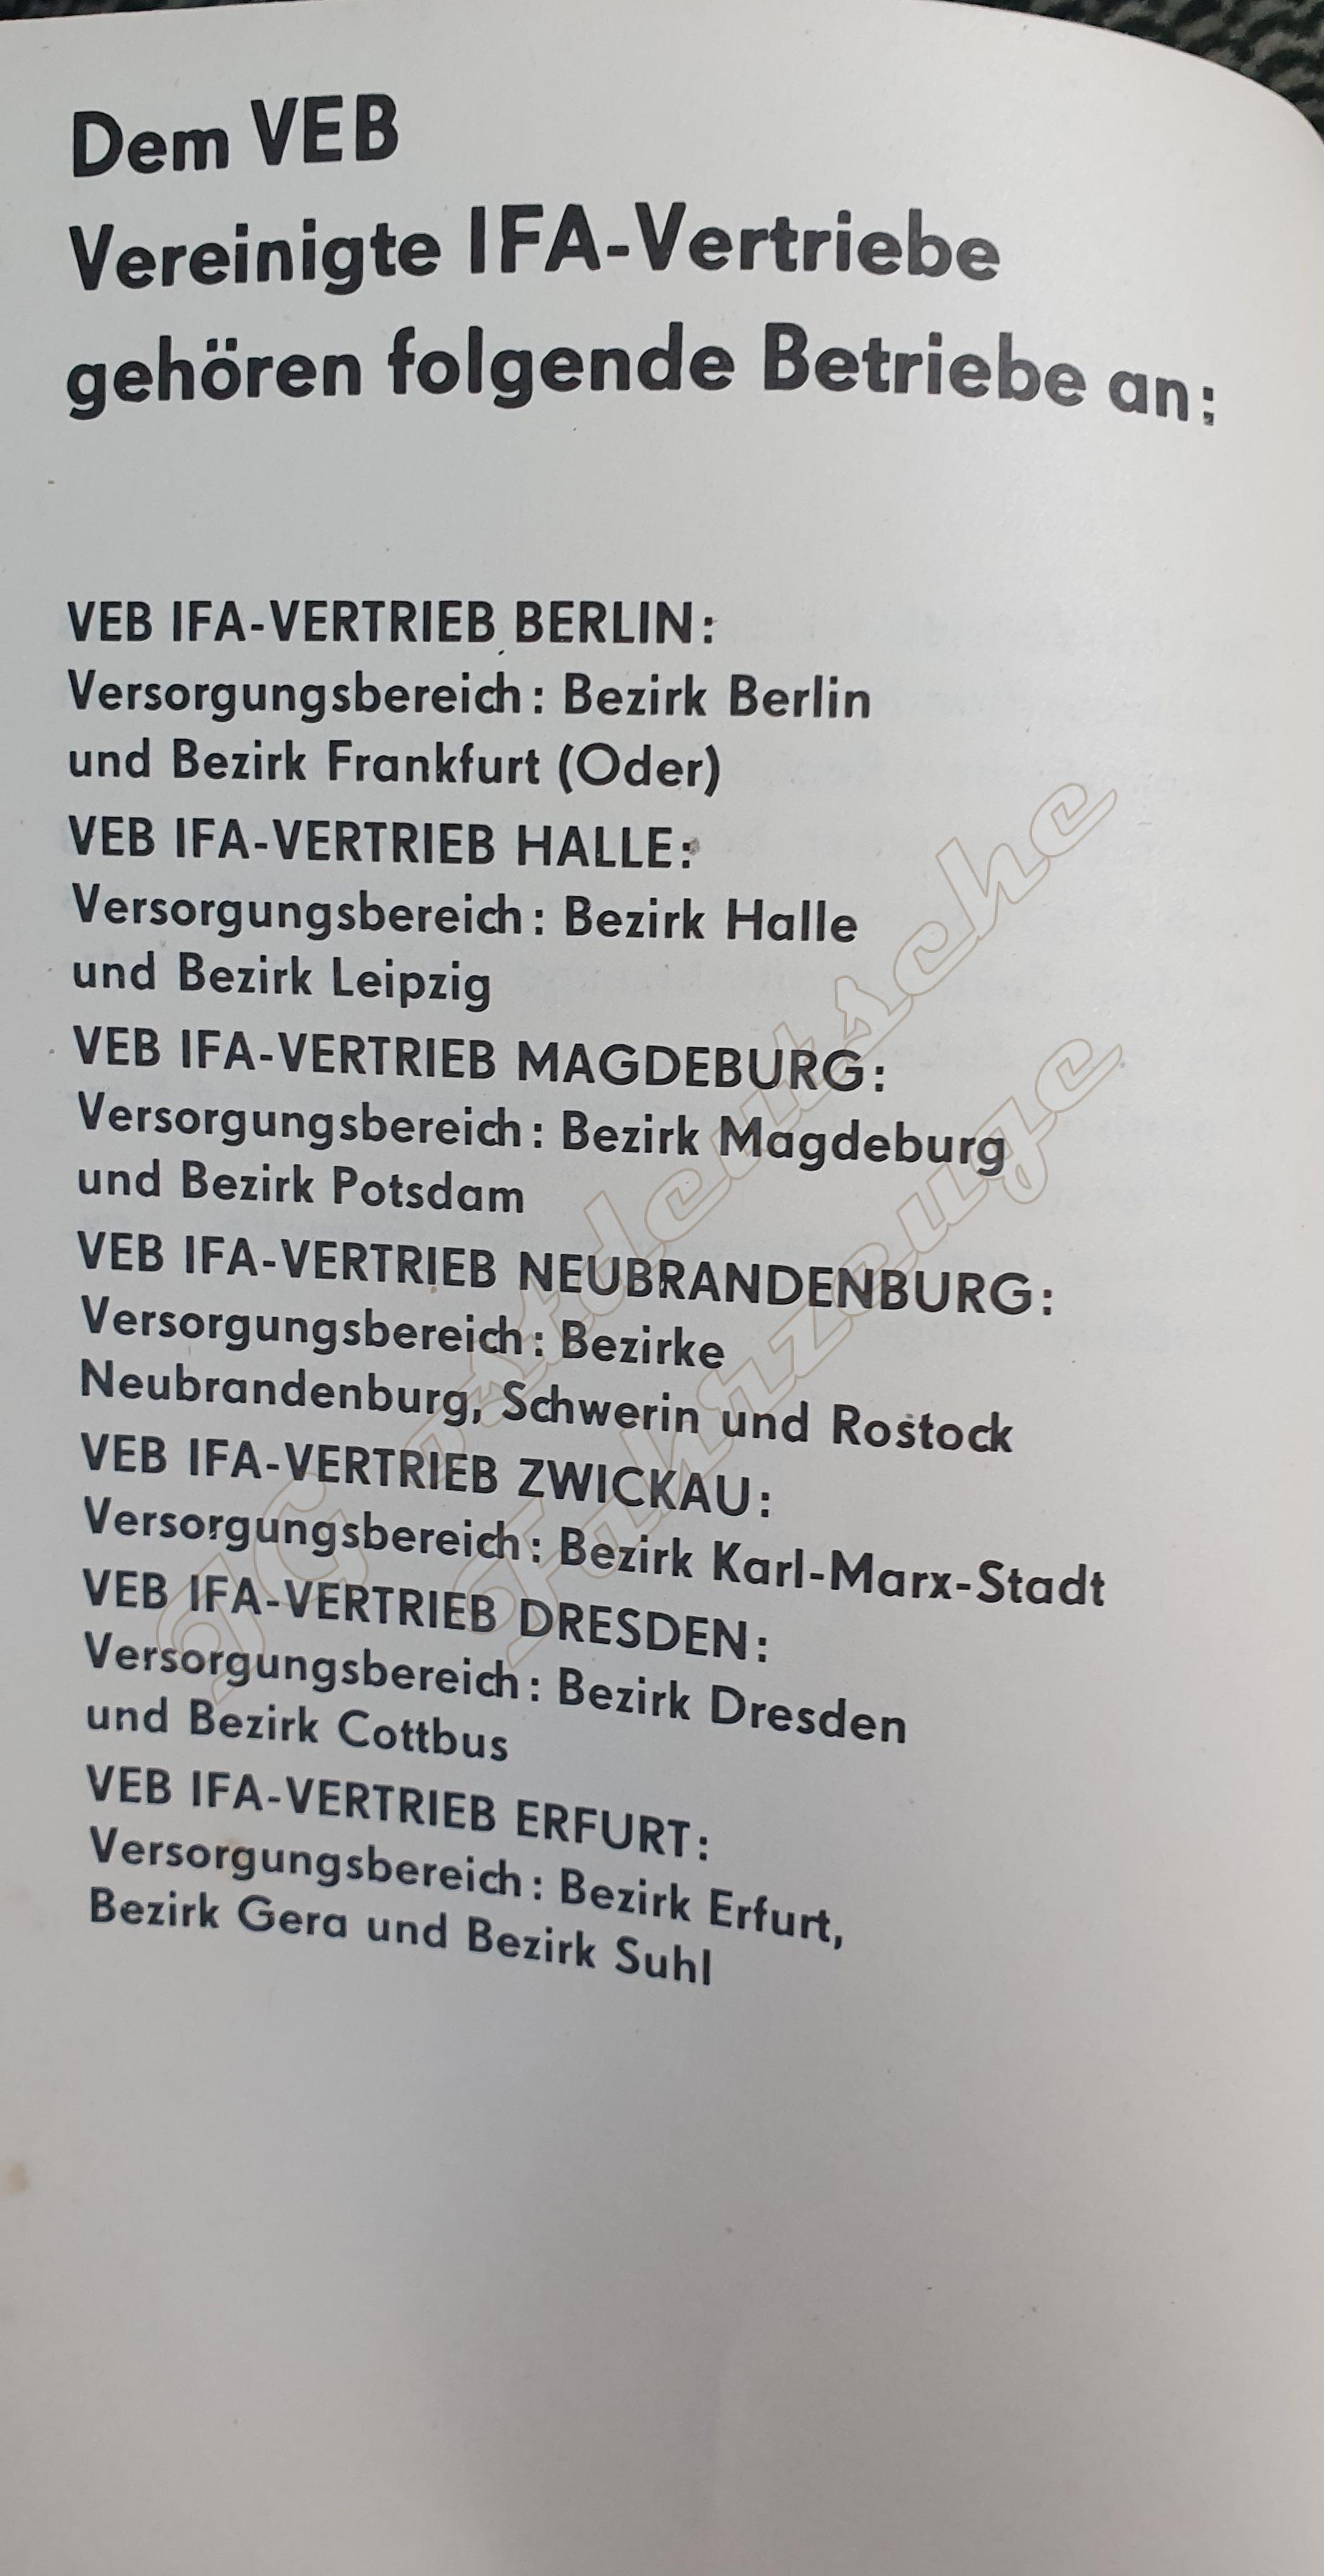 Dem VEB
Vereinigte IFA-Vertriebe
gehören folgende Betriebe an:
VEB IFA-VERTRIEB BERLIN:
Versorgungsbereich: Bezirk Berlin
und Bezirk Frankfurt (Oder)
VEB IFA-VERTRIEB HALLE:
Versorgungsbereich: Bezirk Halle
und Bezirk Leipzig
VEB IFA-VERTRIEB MAGDEBURG:
Versorgungsbereich: Bezirk Magdeburg
und Bezirk Potsdam
VEB IFA-VERTRIEB NEUBRANDENBURG:
Versorgungsbereich: Bezirke
Neubrandenburg, Schwerin und Rostock
VEB IFA-VERTRIEB ZWICKAU:
Versorgungsbereich: Bezirk Karl-Marx-Stadt
VEB IFA-VERTRIEB DRESDEN:
Versorgungsbereich: Bezirk Dresden
und Bezirk Cottbus
VEB IFA-VERTRIEB ERFURT:
Versorgungsbereich: Bezirk Erfurt,
Bezirk Gera und Bezirk Suhl
IG ostdeutsche
Fahrzeuge